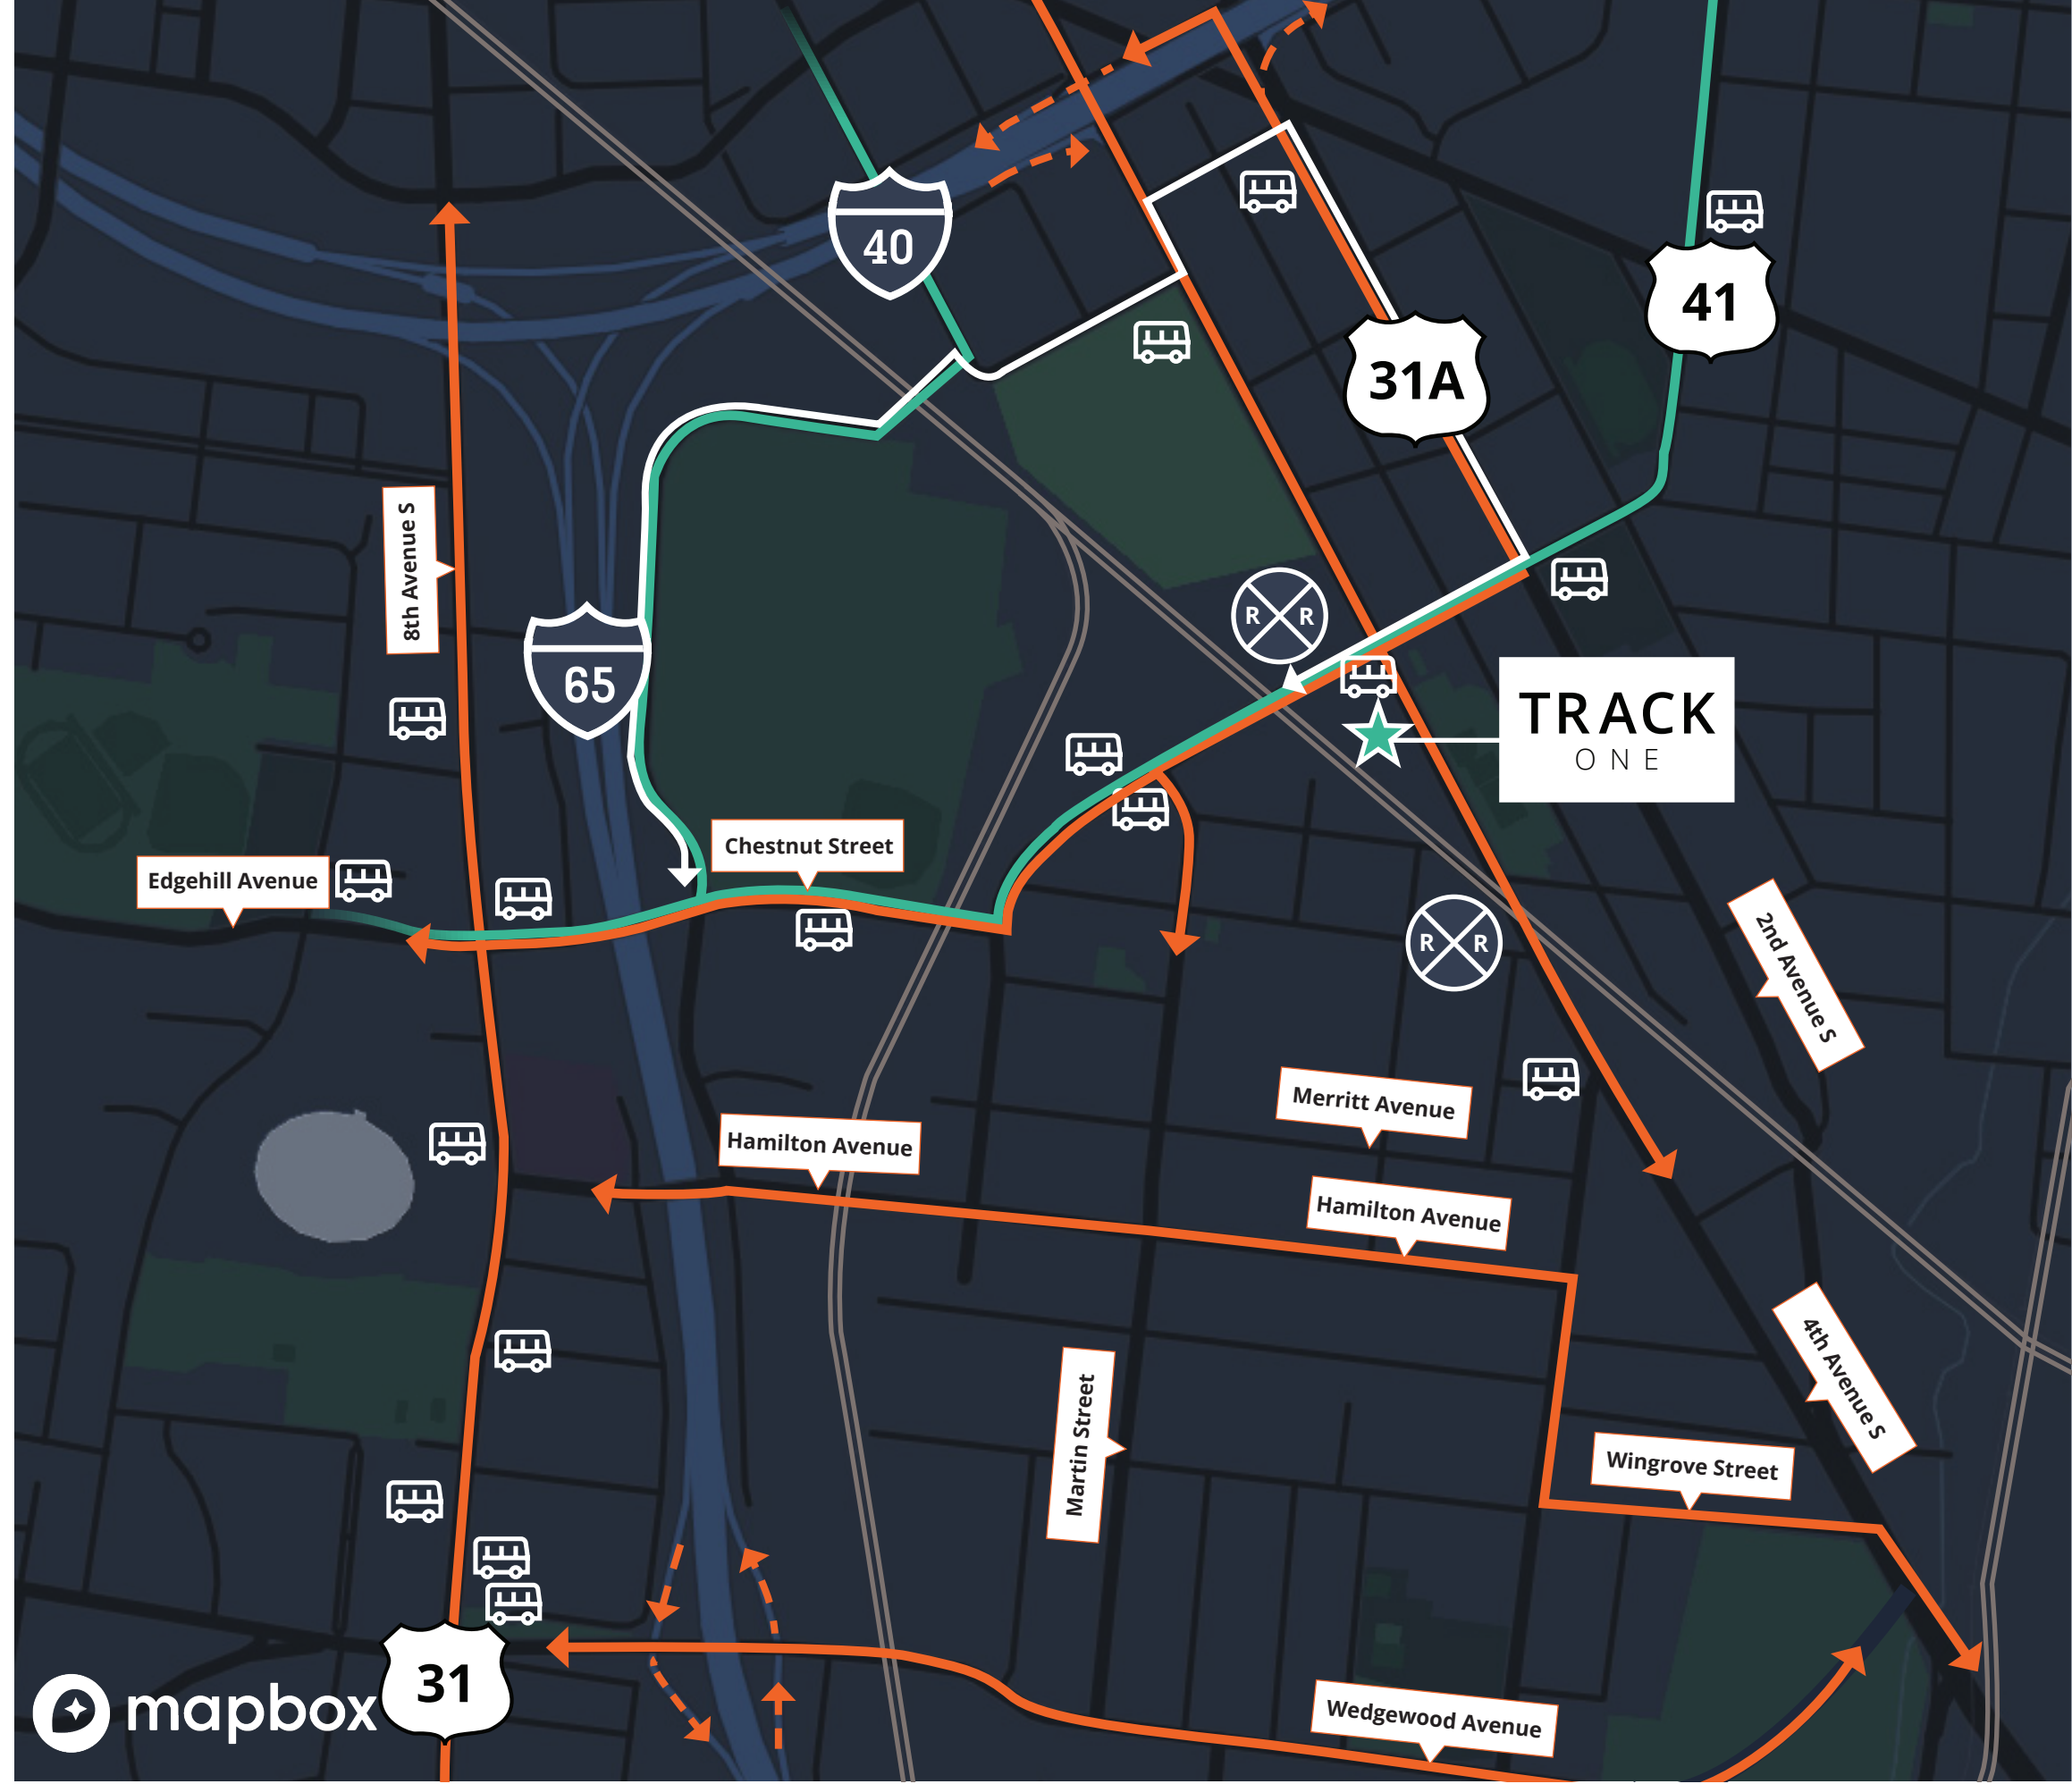 40
41
31A
8th Avenue S
R R
65
TRACK
ONE
Chestnut Street
Edgehill Avenue
R R
2nd Avenue S
Merritt Avenue
Hamilton Avenue
Hamilton Avenue
4th Avenue S
Martin Street
Wingrove Street
31
mapbox
Wedgewood Avenue